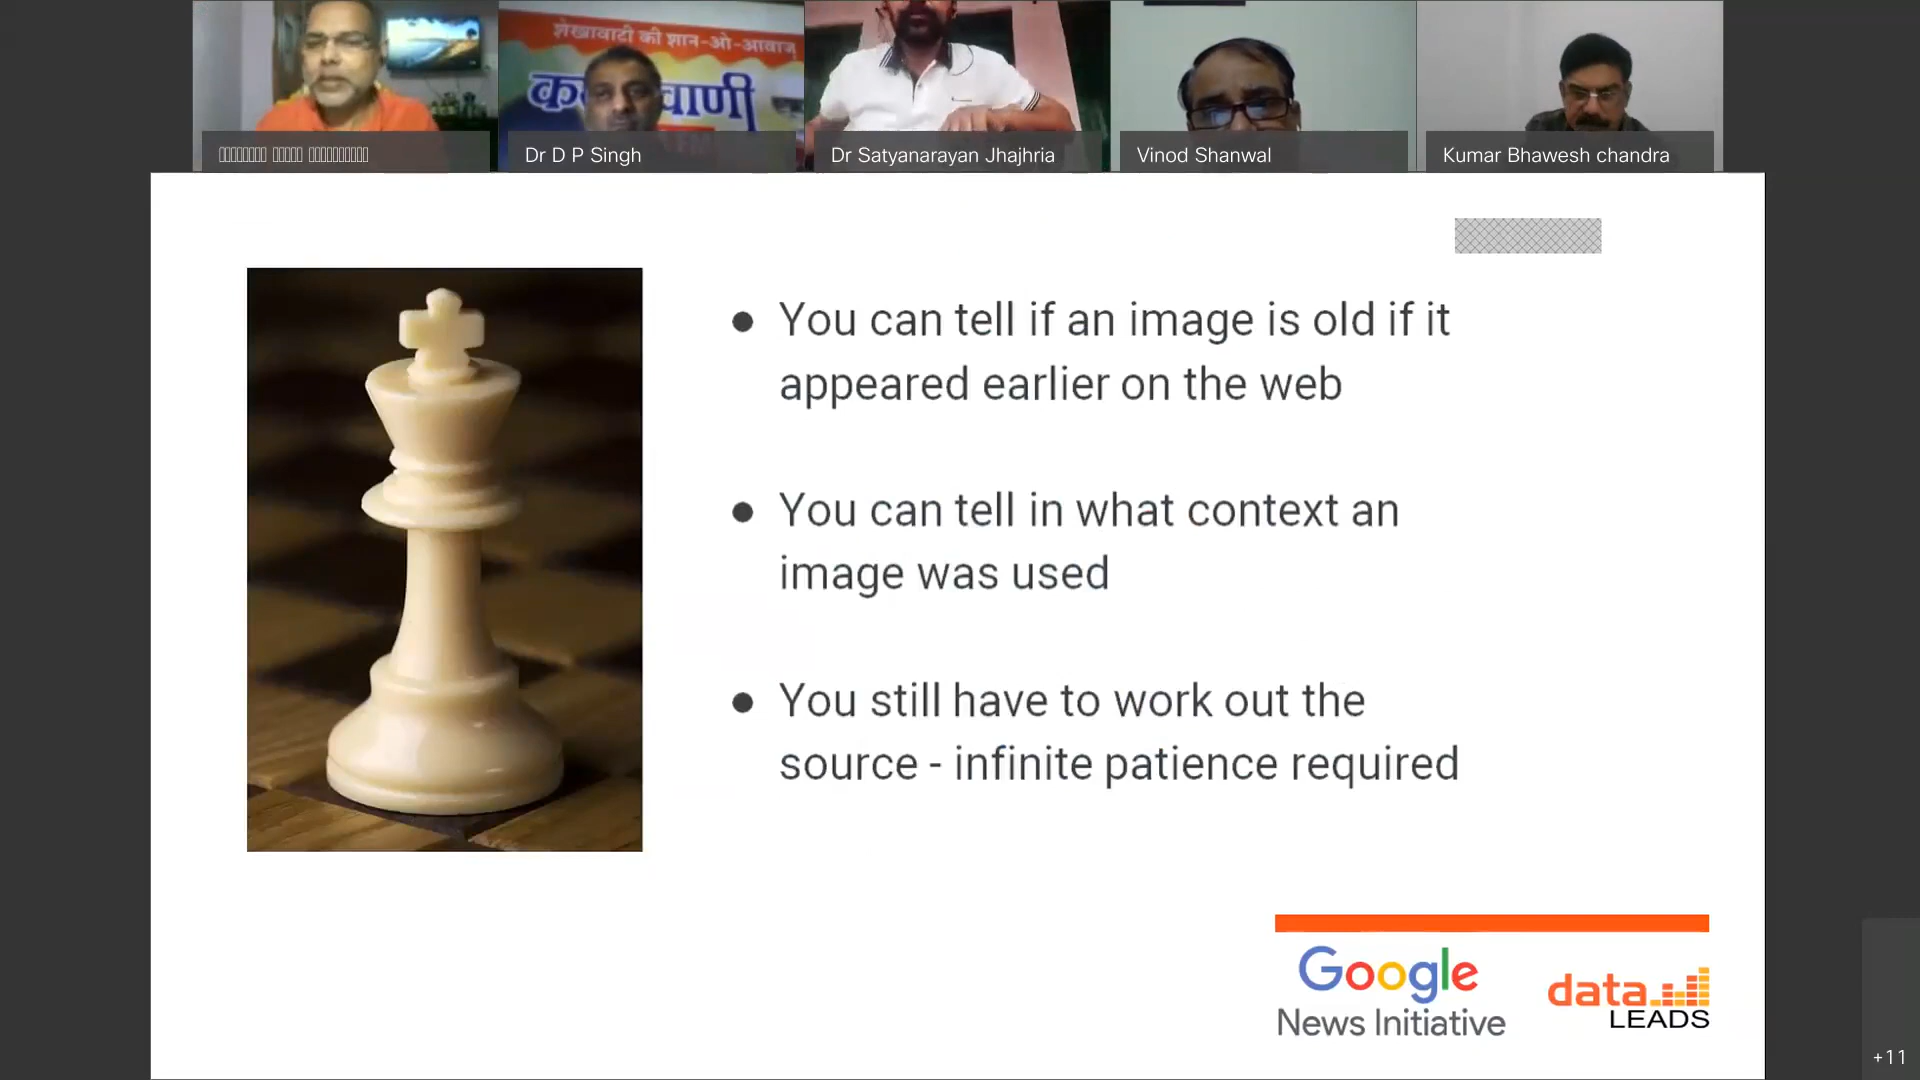 शेखावाटी की शान-ओ-आवाज़
वाणी
Dr D P Singh
Dr Satyanarayan Jhajhria
Vinod Shanwal
Kumar Bhawesh chandra
● You can tell if an image is old if it
appeared earlier on the web
● You can tell in what context an
image was used
● You still have to work out the
source - infinite patience required
Google
News Initiative
data
LEADS
+11